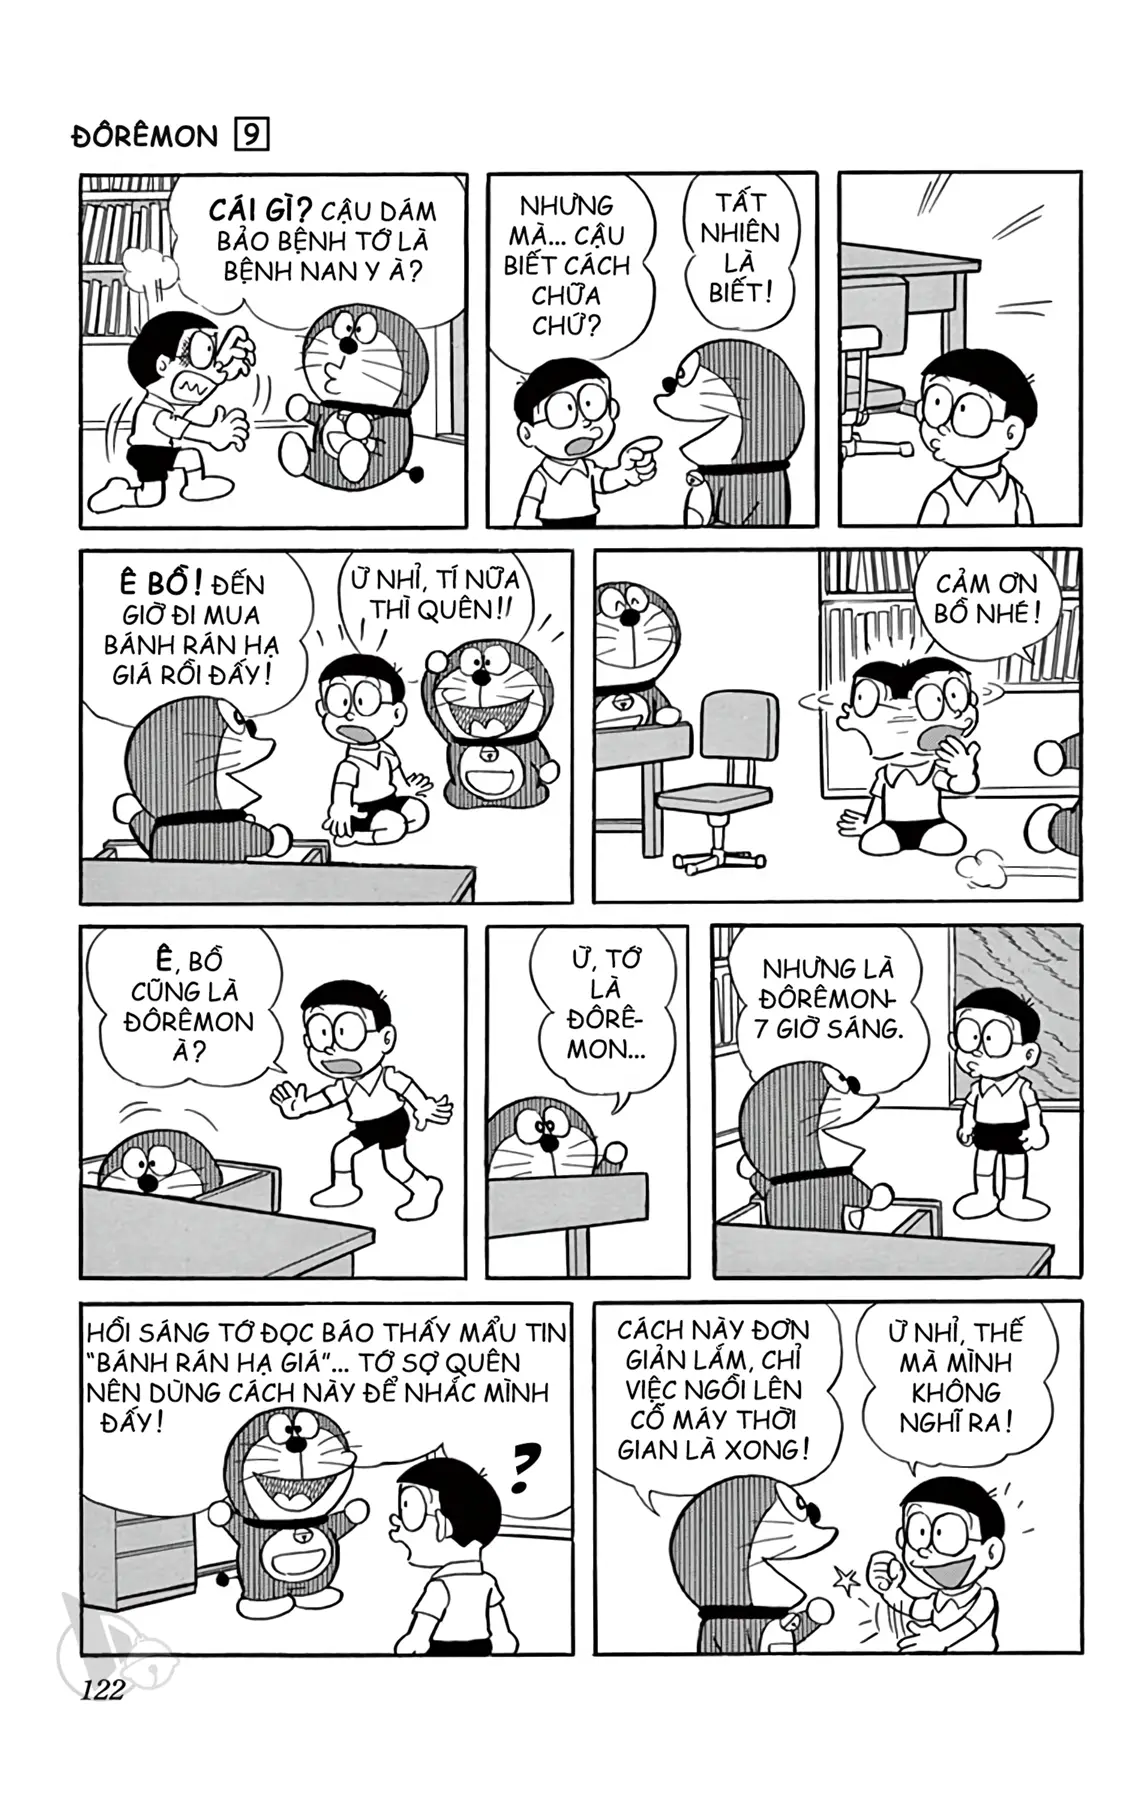 ĐÔRÊMON 9
CÁI GÌ? CẬU DÁM
BẢO BỆNH TỚ LÀ
BỆNH NAN Y À?
NHƯNG
MÀ... CẬU
BIẾT CÁCH
CHỮA
CHỨ?
TẤT
NHIÊN
LÀ
BIẾT!
Ê BỒ! ĐẾN
GIỜ ĐI MUA
BÁNH RÁN HẠ
GIÁ RỒI ĐẤY!
Ừ NHỈ, TÍ NỮA
THÌ QUÊN!!
CẢM ƠN
BỒ NHÉ!
Ê, BỒ
CŨNG LÀ
ĐÔRÊMON
À?
Ừ, TỚ
LÀ
ĐÔRÊ-
MON...
NHƯNG LÀ
ĐÔRÊMON-
7 GIỜ SÁNG.
HỒI SÁNG TỚ ĐỌC BÁO THẤY MẨU TIN
"BÁNH RÁN HẠ GIÁ"... TỚ SỢ QUÊN
NÊN DÙNG CÁCH NÀY ĐỂ NHẮC MÌNH
ĐẤY!
?
CÁCH NÀY ĐƠN
GIẢN LẮM, CHỈ
VIỆC NGỒI LÊN
CỖ MÁY THỜI
GIAN LÀ XONG!
Ừ NHỈ, THẾ
MÀ MÌNH
KHÔNG
NGHĨ RA!
122